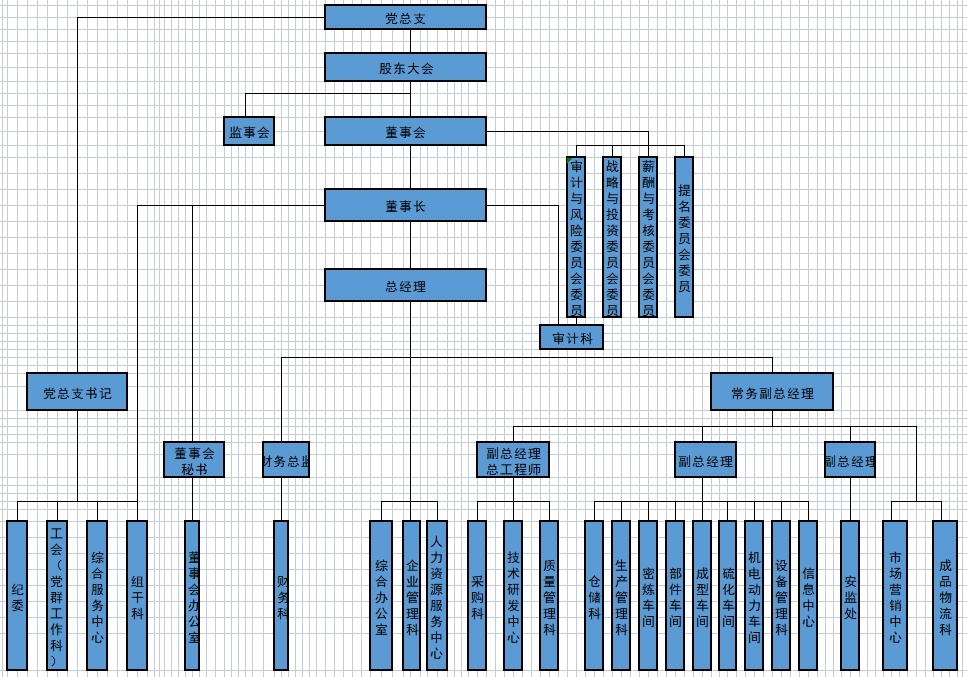 党总支
股东大会
监事会
董事会
审计与风险委员会委员
战略与投资委员会委员
薪酬与考核委员会委员
提名委员会委员
董事长
总经理
审计科
党总支书记
常务副总经理
董事会
秘书
财务总监
副总经理
总工程师
副总经理
副总经理
纪委
工会（党群工作科）
综合服务中心
组干科
董事会办公室
财务科
综合办公室
企业管理科
人力资源服务中心
采购科
技术研发中心
质量管理科
仓储科
生产管理科
密炼车间
部件车间
成型车间
硫化车间
机电动力车间
设备管理科
信息中心
安监处
市场营销中心
成品物流科